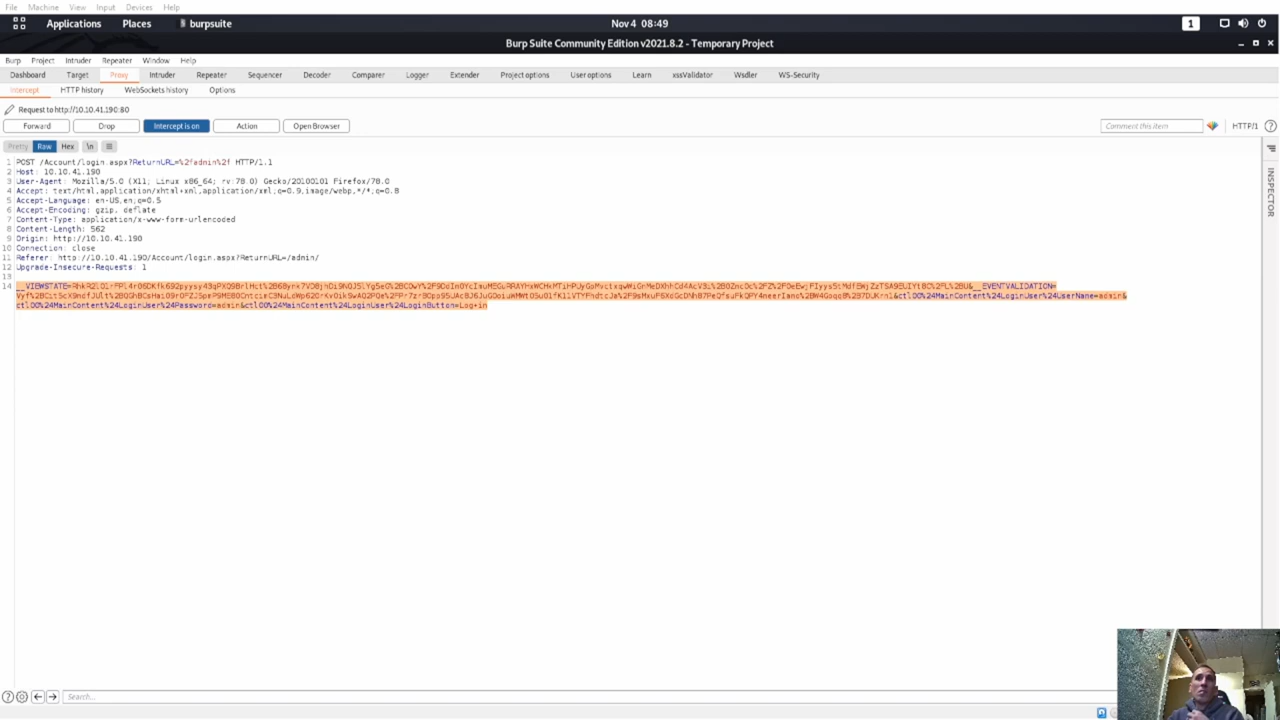 File Machine View Input Devices Help
Applications Places burpsuite Nov 4 08:49 1
Burp Suite Community Edition v2021.8.2 - Temporary Project
Burp Project Intruder Repeater Window Help
Dashboard Target Proxy Intruder Repeater Sequencer Decoder Comparer Logger Extender Project options User options Learn xssValidator Wsdler WS-Security
Intercept HTTP history WebSockets history Options
Request to http://10.10.41.190:80
Forward Drop Intercept is on Action Open Browser Comment this item HTTP/1
Pretty Raw Hex \n
INSPECTOR
1 POST /Account/login.aspx?ReturnURL=%2fadmin%2f HTTP/1.1
2 Host: 10.10.41.190
3 User-Agent: Mozilla/5.0 (X11; Linux x86_64; rv:78.0) Gecko/20100101 Firefox/78.0
4 Accept: text/html,application/xhtml+xml,application/xml;q=0.9,image/webp,*/*;q=0.8
5 Accept-Language: en-US,en;q=0.5
6 Accept-Encoding: gzip, deflate
7 Content-Type: application/x-www-form-urlencoded
8 Content-Length: 562
9 Origin: http://10.10.41.190
10 Connection: close
11 Referer: http://10.10.41.190/Account/login.aspx?ReturnURL=/admin/
12 Upgrade-Insecure-Requests: 1
13
14 __VIEWSTATE= &__EVENTVALIDATION=
&ctl00%24MainContent%24LoginUser%24UserName=admin&
ctl00%24MainContent%24LoginUser%24Password=admin&ctl00%24MainContent%24LoginUser%24LoginButton=Log+in
Search...